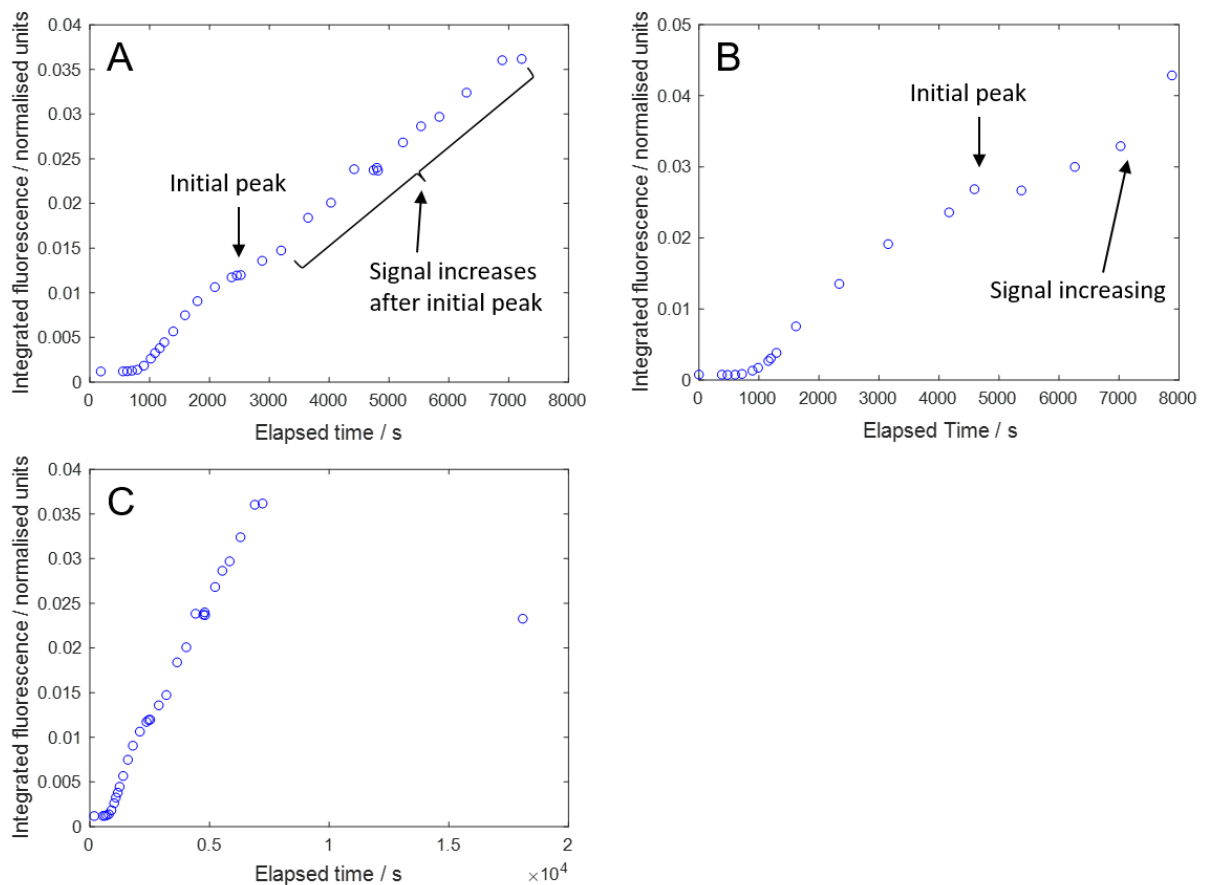 A
Integrated fluorescence / normalised units
0.04
0.035
0.03
0.025
0.02
0.015
0.01
0.005
0
Initial peak
Signal increases
after initial peak
0 1000 2000 3000 4000 5000 6000 7000 8000
Elapsed time / s
B
Integrated fluorescence / normalised units
0.05
0.04
0.03
0.02
0.01
0
Initial peak
Signal increasing
0 1000 2000 3000 4000 5000 6000 7000 8000
Elapsed Time / s
C
Integrated fluorescence / normalised units
0.04
0.035
0.03
0.025
0.02
0.015
0.01
0.005
0
0 0.5 1 1.5 2
Elapsed time / s
×10⁴